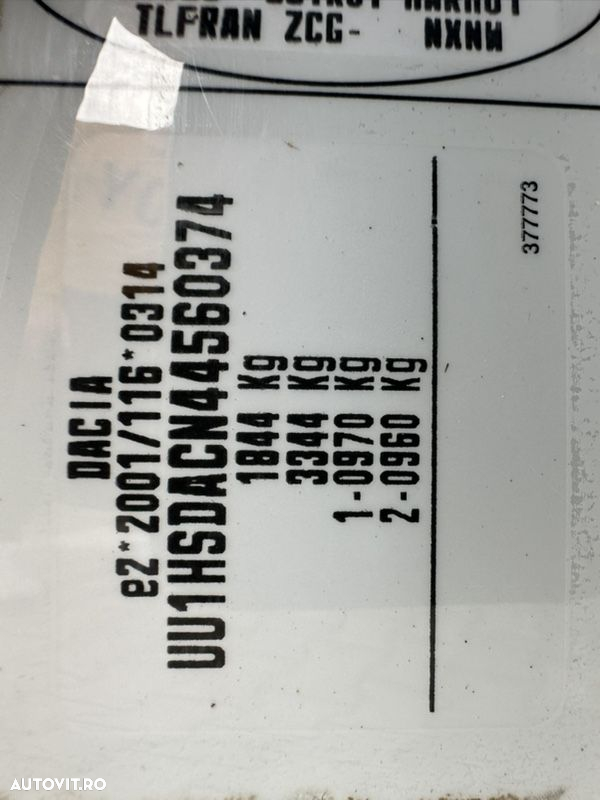 TLFRAN ZCG- NXNW
DACIA
e2*2001/116*0314
UU1HSDACN44560374
1844 Kg
3344 Kg
1-0970 Kg
2-0960 Kg
377773
AUTOVIT.RO